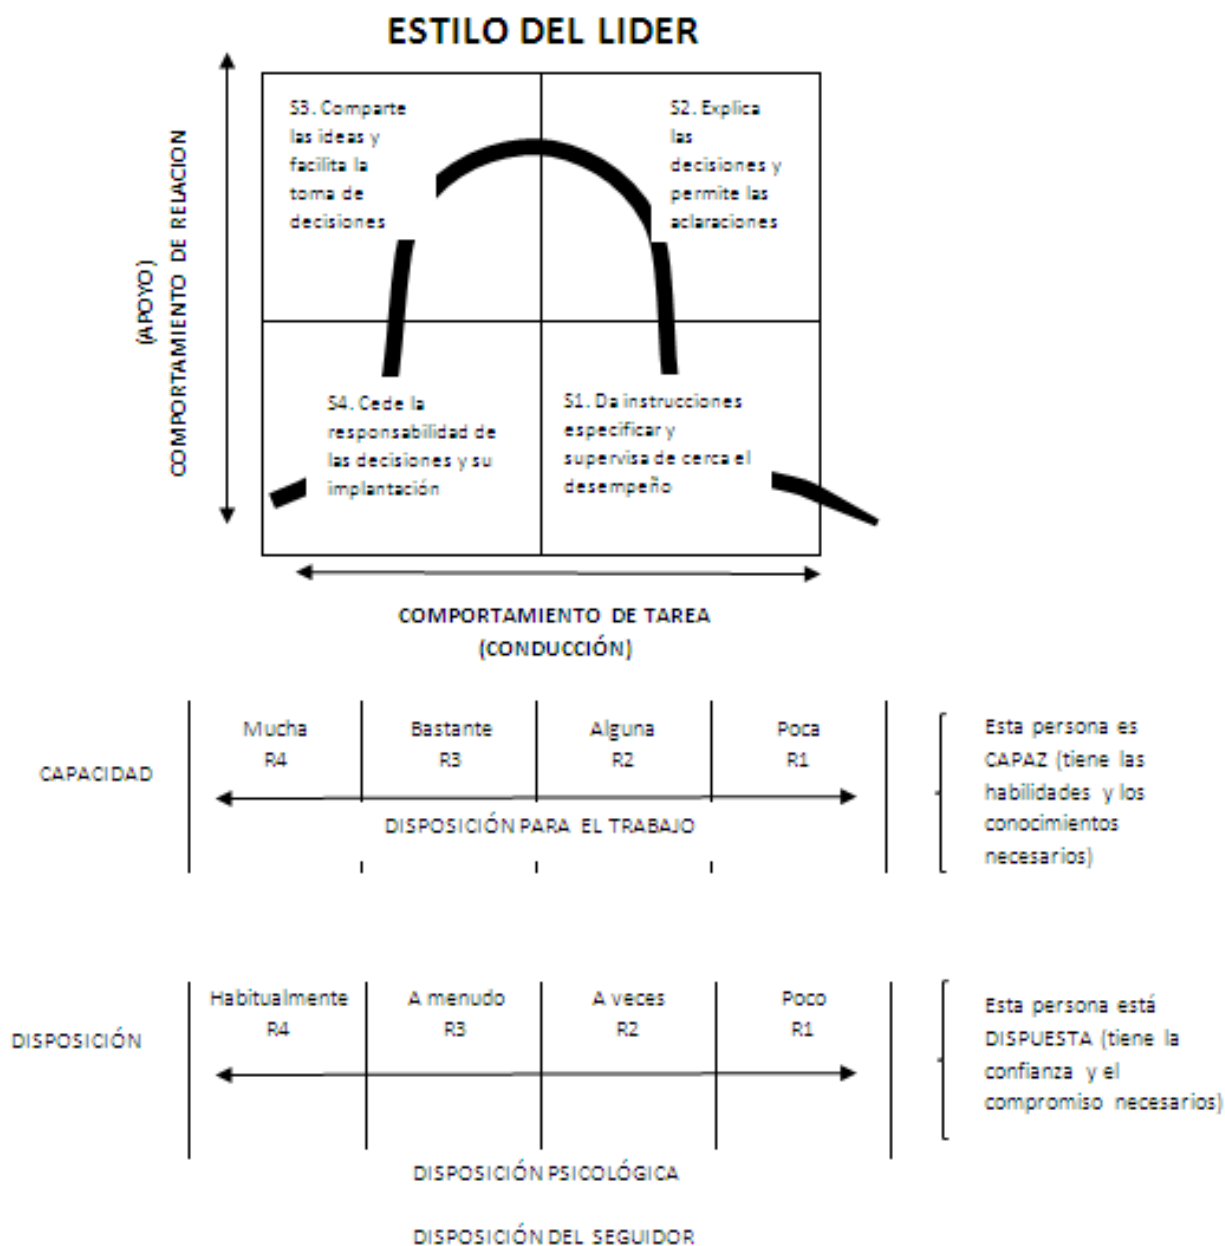 ESTILO DEL LIDER
S3. Comparte
las ideas y
facilita la
toma de
decisiones
S2. Explica
las
decisiones y
permite las
aclaraciones
(APOYO)
COMPORTAMIENTO DE RELACION
S4. Cede la
responsabilidad de
las decisiones y su
implantación
S1. Da instrucciones
especificar y
supervisa de cerca el
desempeño
COMPORTAMIENTO DE TAREA
(CONDUCCIÓN)
CAPACIDAD
Mucha
R4
Bastante
R3
Alguna
R2
Poca
R1
DISPOSICIÓN PARA EL TRABAJO
Esta persona es
CAPAZ (tiene las
habilidades y los
conocimientos
necesarios)
DISPOSICIÓN
Habitualmente
R4
A menudo
R3
A veces
R2
Poco
R1
Esta persona está
DISPUESTA (tiene la
confianza y el
compromiso necesarios)
DISPOSICIÓN PSICOLÓGICA
DISPOSICIÓN DEL SEGUIDOR